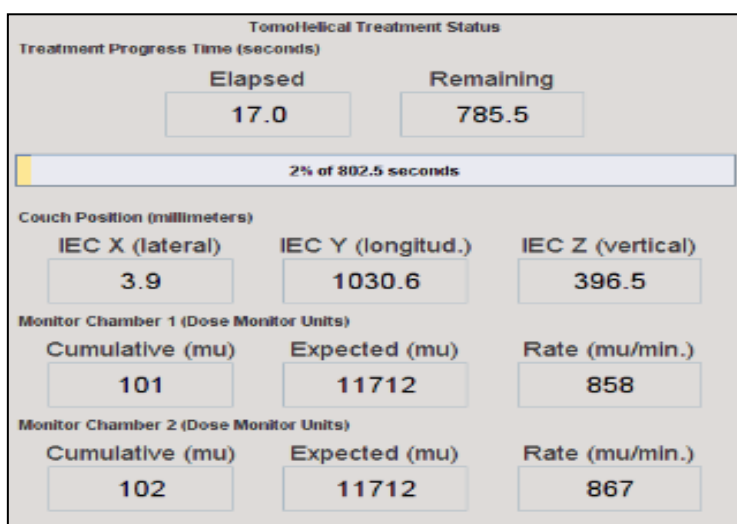 TomoHelical Treatment Status
Treatment Progress Time (seconds)
Elapsed Remaining
17.0 785.5
2% of 802.5 seconds
Couch Position (millimeters)
IEC X (lateral) IEC Y (longitud.) IEC Z (vertical)
3.9 1030.6 396.5
Monitor Chamber 1 (Dose Monitor Units)
Cumulative (mu) Expected (mu) Rate (mu/min.)
101 11712 858
Monitor Chamber 2 (Dose Monitor Units)
Cumulative (mu) Expected (mu) Rate (mu/min.)
102 11712 867